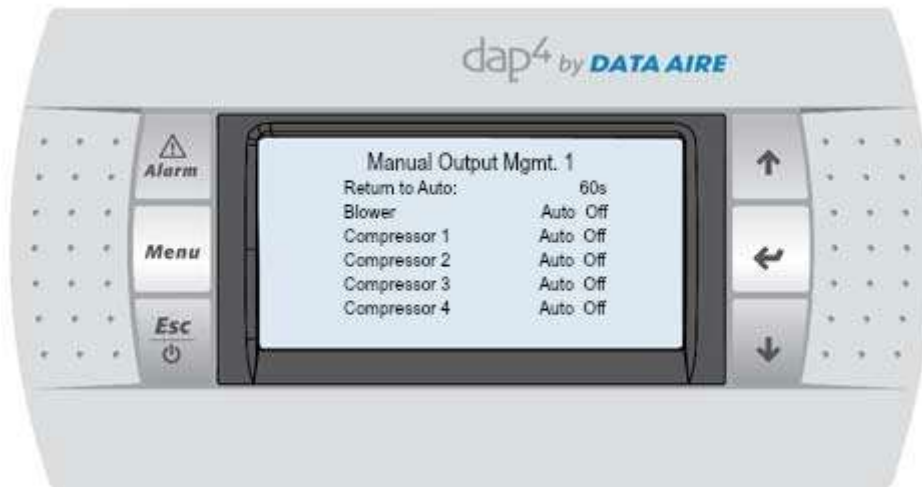 dap4 by DATA AIRE
Alarm
Menu
Esc
Manual Output Mgmt. 1
Return to Auto: 60s
Blower Auto Off
Compressor 1 Auto Off
Compressor 2 Auto Off
Compressor 3 Auto Off
Compressor 4 Auto Off